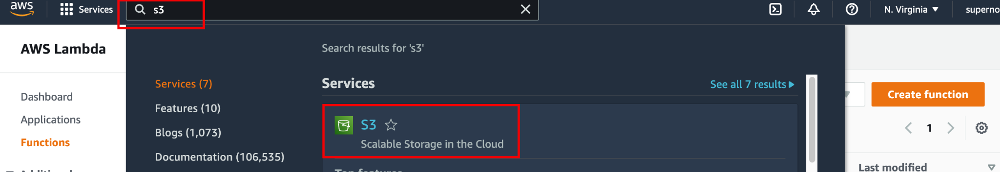 aws
Services
s3
N. Virginia
superno
AWS Lambda
Dashboard
Applications
Functions
Search results for 's3'
Services (7)
Features (10)
Blogs (1,073)
Documentation (106,535)
Services
See all 7 results
S3
Scalable Storage in the Cloud
Top features
Create function
1
Last modified